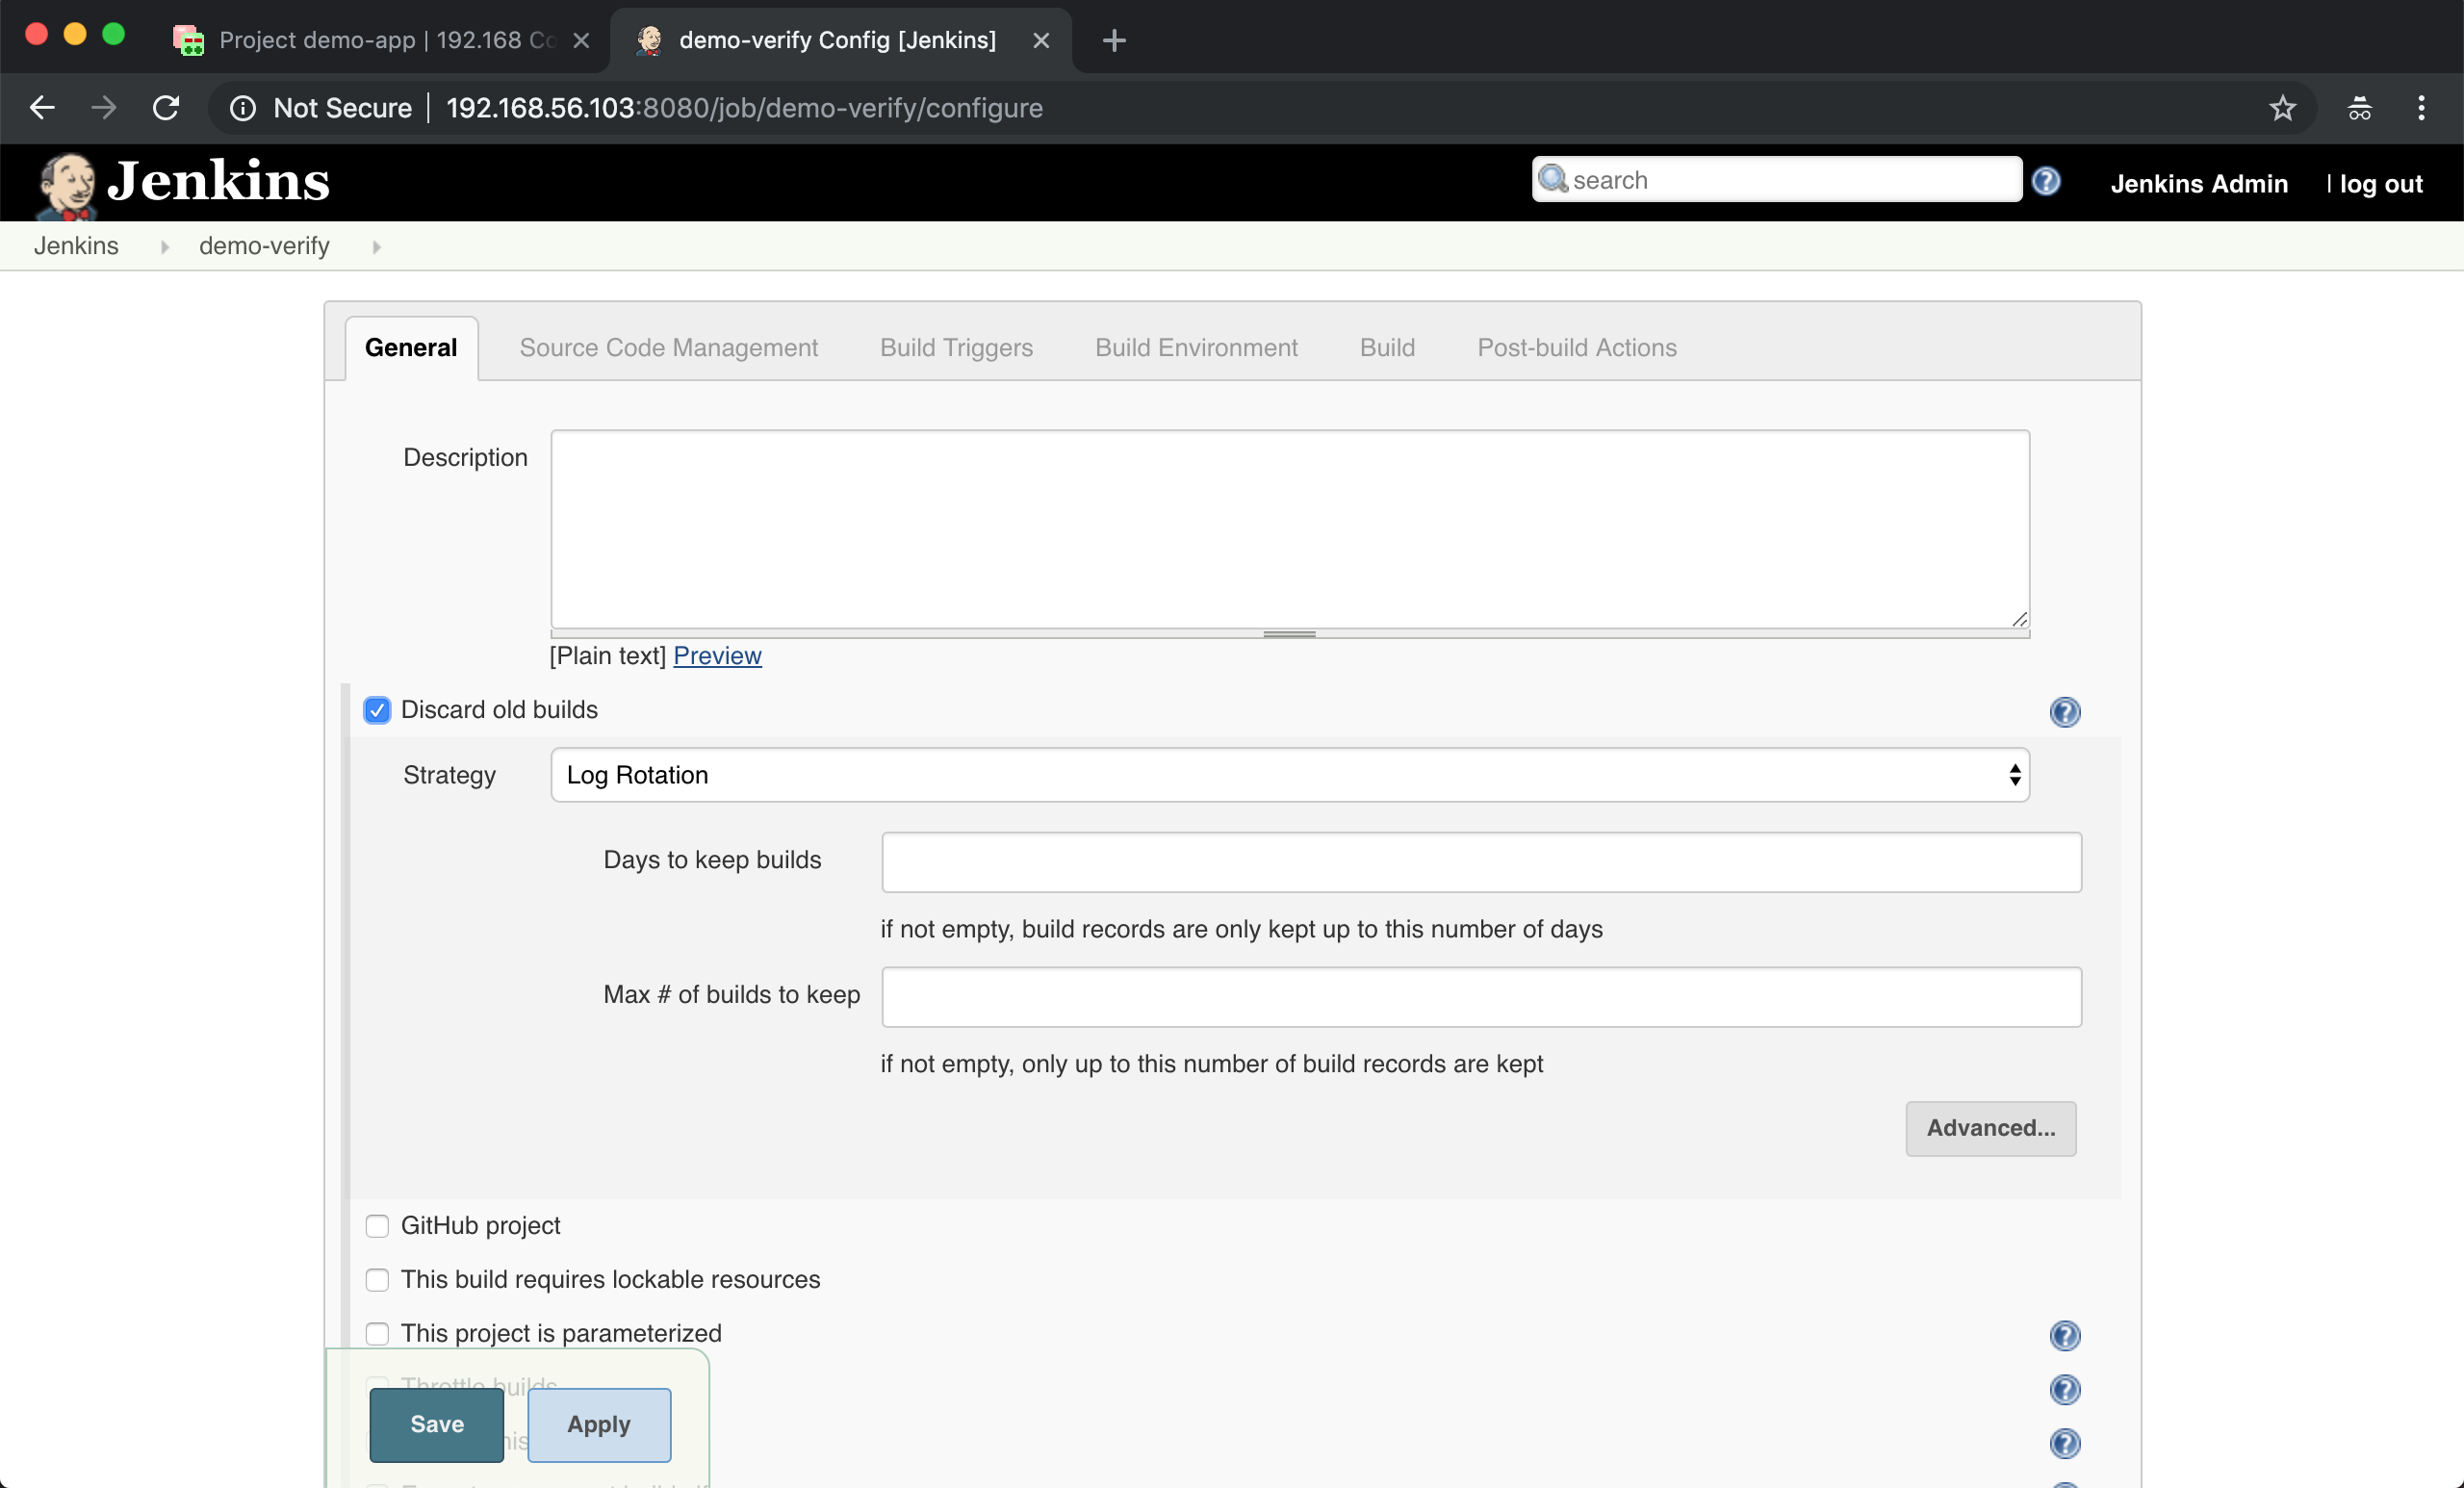 Project demo-app | 192.168 Co
demo-verify Config [Jenkins]
Not Secure | 192.168.56.103:8080/job/demo-verify/configure
Jenkins
search
Jenkins Admin
| log out
Jenkins
demo-verify
General
Source Code Management
Build Triggers
Build Environment
Build
Post-build Actions
Description
[Plain text] Preview
Discard old builds
Strategy
Log Rotation
Days to keep builds
if not empty, build records are only kept up to this number of days
Max # of builds to keep
if not empty, only up to this number of build records are kept
Advanced...
GitHub project
This build requires lockable resources
This project is parameterized
Throttle builds
Save
Apply